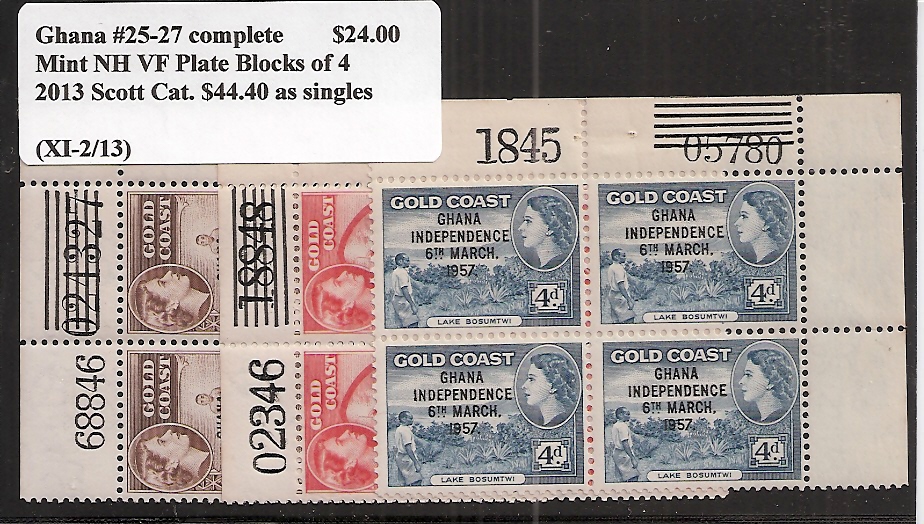 Ghana #25-27 complete $24.00
Mint NH VF Plate Blocks of 4
2013 Scott Cat. $44.40 as singles
(XI-2/13)
1845
05780
021327
68846
18848
02346
GOLD COAST
GOLD COAST
GOLD COAST
GOLD COAST
GOLD COAST
GHANA
INDEPENDENCE
6TH MARCH,
1957
4d
LAKE BOSUMTWI
GOLD COAST
GHANA
INDEPENDENCE
6TH MARCH,
1957
4d
LAKE BOSUMTWI
GOLD COAST
GHANA
INDEPENDENCE
6TH MARCH,
1957
4d
LAKE BOSUMTWI
GOLD COAST
GHANA
INDEPENDENCE
6TH MARCH,
1957
4d
LAKE BOSUMTWI